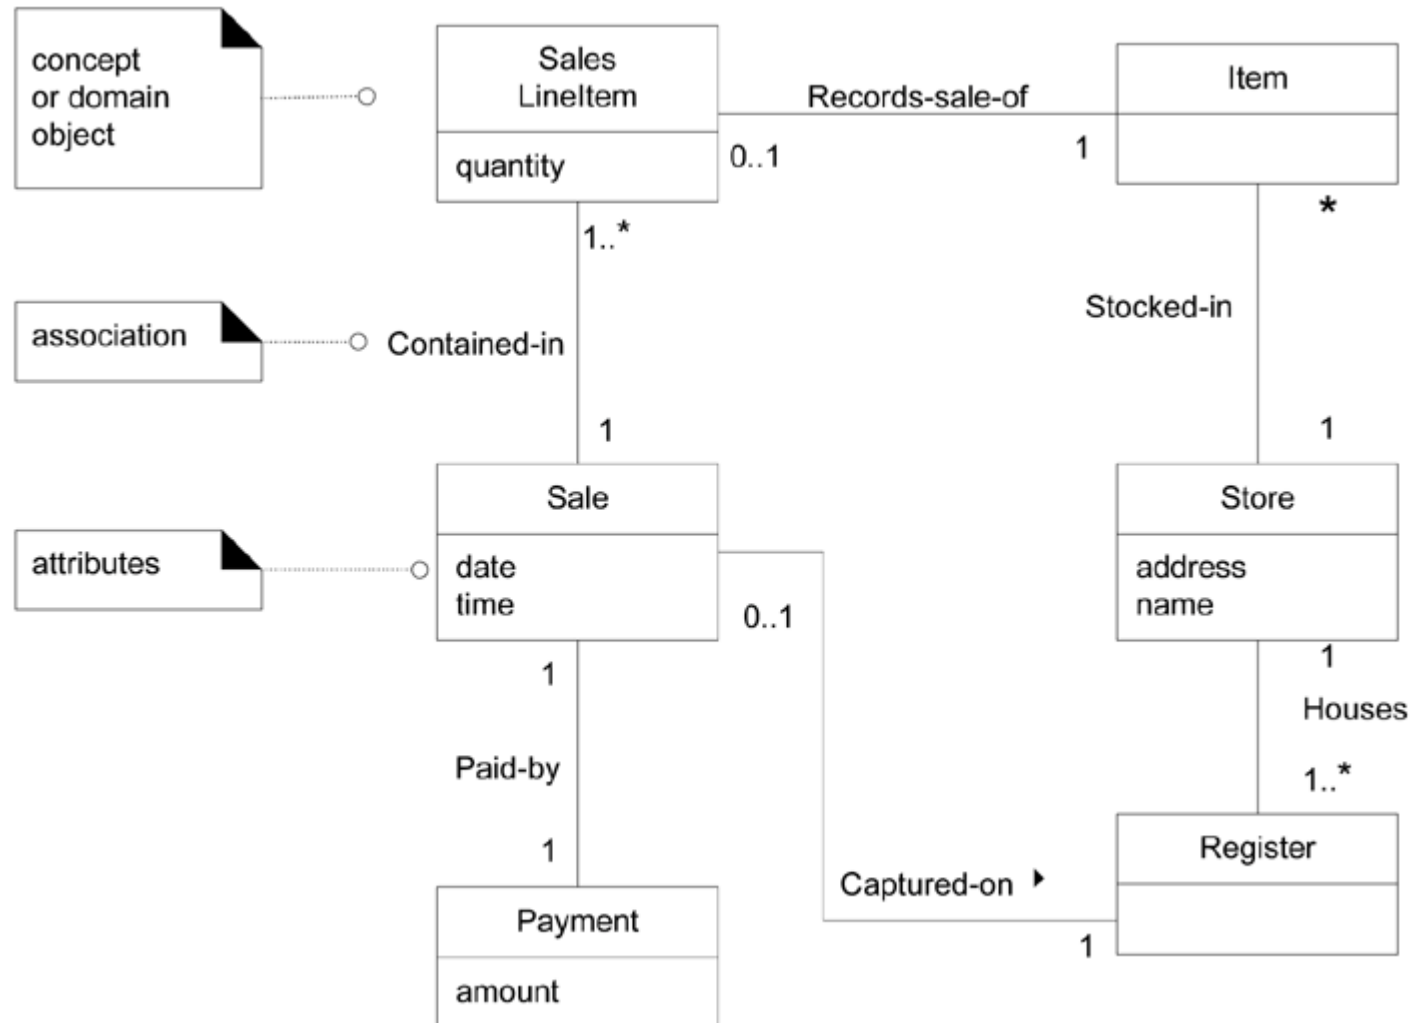 concept
or domain
object
Sales
LineItem
quantity
Records-sale-of
0..1
1
Item
*
1..*
association
Contained-in
Stocked-in
1
1
attributes
Sale
date
time
0..1
Store
address
name
1
Houses
1..*
1
Paid-by
1
Captured-on
1
Register
Payment
amount